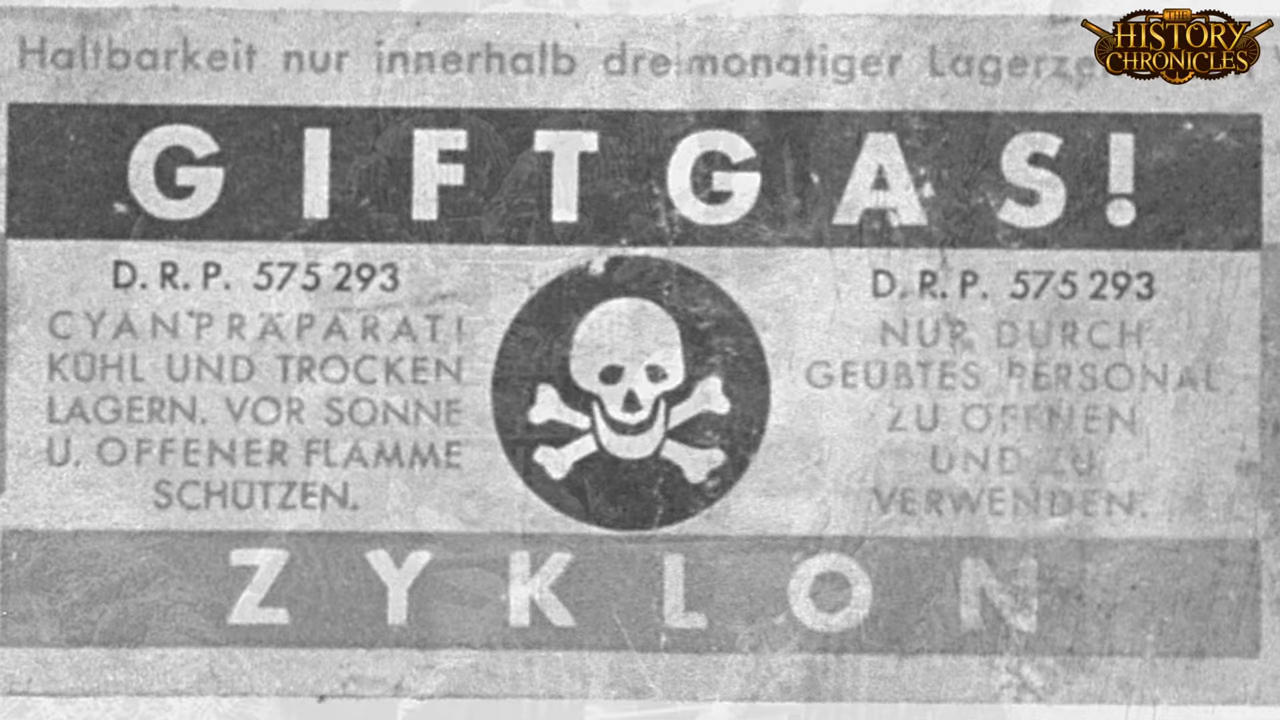 THE
HISTORY
CHRONICLES
Haltbarkeit nur innerhalb dreimonatiger
GIFTGAS!
D. R. P. 575 293
CYANPRÄPARAT!
KÜHL UND TROCKEN
LAGERN. VOR SONNE
U. OFFENER FLAMME
SCHÜTZEN.
D. R. P. 575 293
NUR DURCH
GEÜBTES PERSONAL
ZU ÖFFNEN
UND ZU
VERWENDEN.
ZYKLON